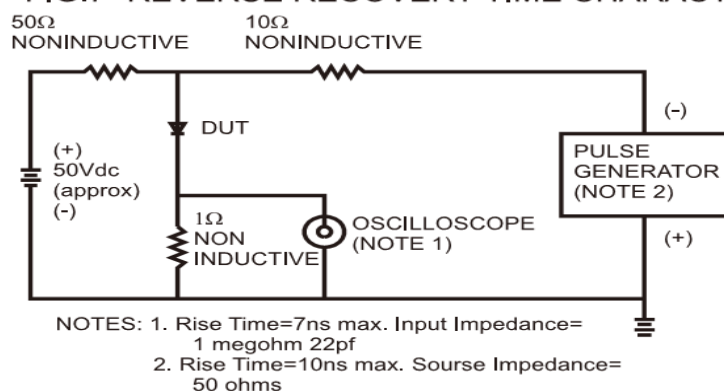 REVERSE RECOVERY TIME
50Ω
NONINDUCTIVE
10Ω
NONINDUCTIVE
DUT
(+)
50Vdc
(approx)
(-)
1Ω
NON
INDUCTIVE
OSCILLOSCOPE
(NOTE 1)
(-)
PULSE
GENERATOR
(NOTE 2)
(+)
NOTES: 1. Rise Time=7ns max. Input Impedance=
1 megohm 22pf
2. Rise Time=10ns max. Sourse Impedance=
50 ohms